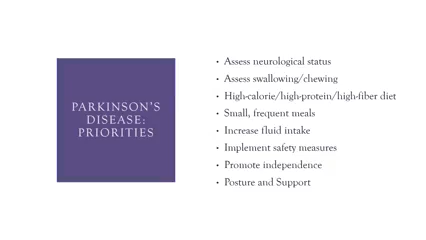 PARKINSON'S
DISEASE:
PRIORITIES
• Assess neurological status
• Assess swallowing/chewing
• High-calorie/high-protein/high-fiber diet
• Small, frequent meals
• Increase fluid intake
• Implement safety measures
• Promote independence
• Posture and Support